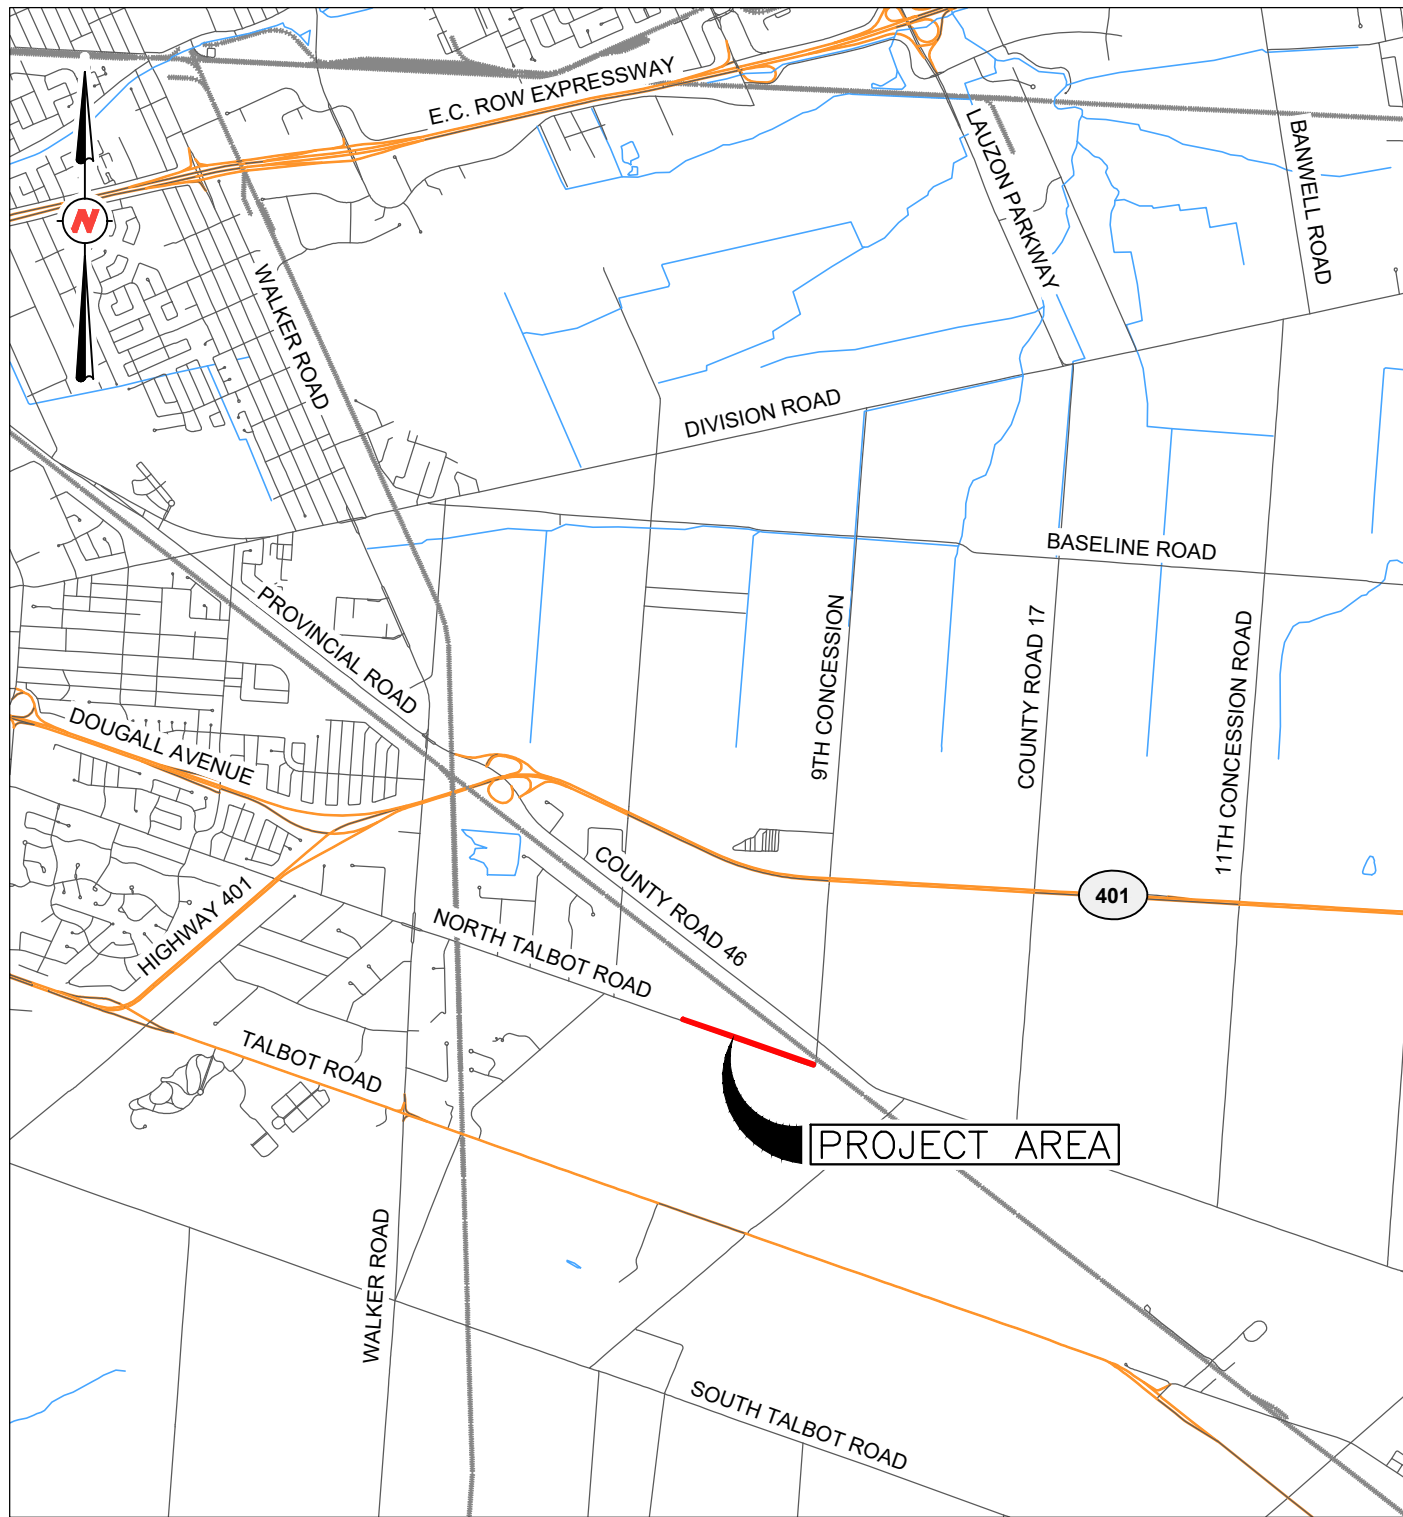 E.C. ROW EXPRESSWAY
LAUZON PARKWAY
BANWELL ROAD
N
WALKER ROAD
DIVISION ROAD
BASELINE ROAD
PROVINCIAL ROAD
9TH CONCESSION
COUNTY ROAD 17
11TH CONCESSION ROAD
DOUGALL AVENUE
COUNTY ROAD 46
401
HIGHWAY 401
NORTH TALBOT ROAD
TALBOT ROAD
PROJECT AREA
WALKER ROAD
SOUTH TALBOT ROAD